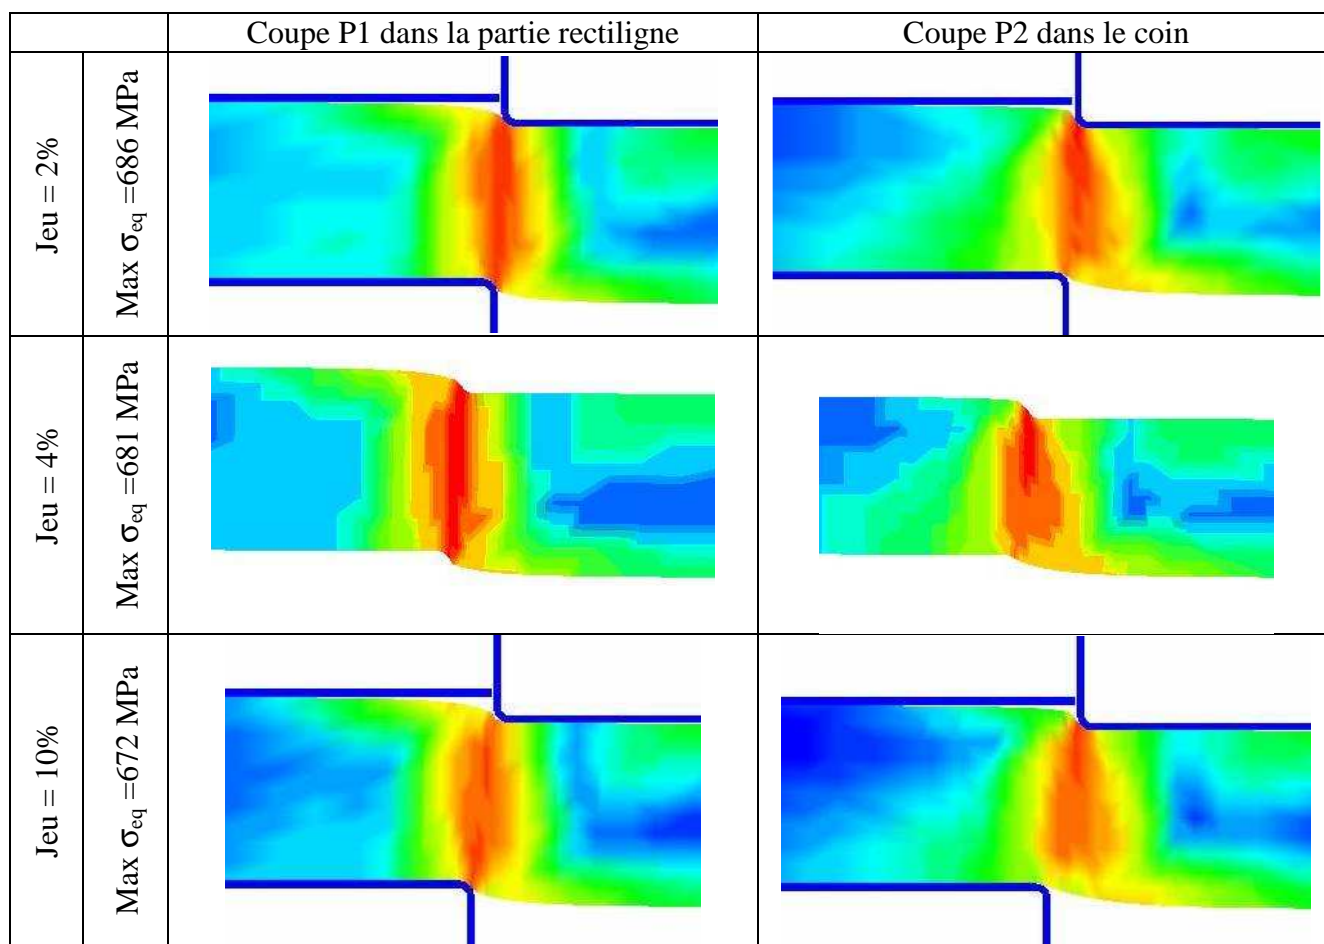 Coupe P1 dans la partie rectiligne
Coupe P2 dans le coin
Jeu = 2%
Max σeq =686 MPa
Jeu = 4%
Max σeq =681 MPa
Jeu = 10%
Max σeq =672 MPa